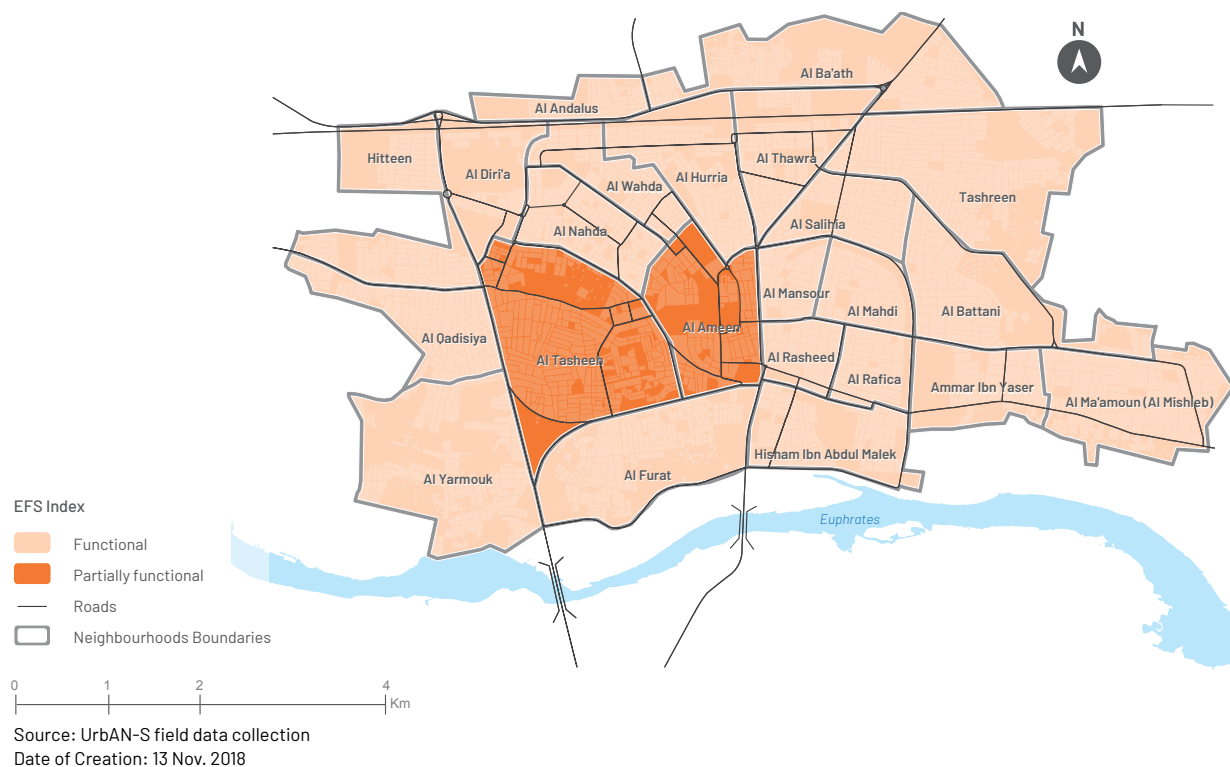 N
Al Ba'ath
Al Andalus
Hitteen
Al Diri'a
Al Thawra
Al Wahda
Al Hurria
Tashreen
Al Nahda
Al Salihia
Al Mansour
Al Mahdi
Al Battani
Al Qadisiya
Al Ameen
Al Tasheen
Al Rasheed
Al Rafica
Ammar Ibn Yaser
Al Ma'amoun (Al Mishleb)
Al Yarmouk
Al Furat
Hisham Ibn Abdul Malek
Euphrates
EFS Index
Functional
Partially functional
Roads
Neighbourhoods Boundaries
0 1 2 4
Km
Source: UrbAN-S field data collection
Date of Creation: 13 Nov. 2018